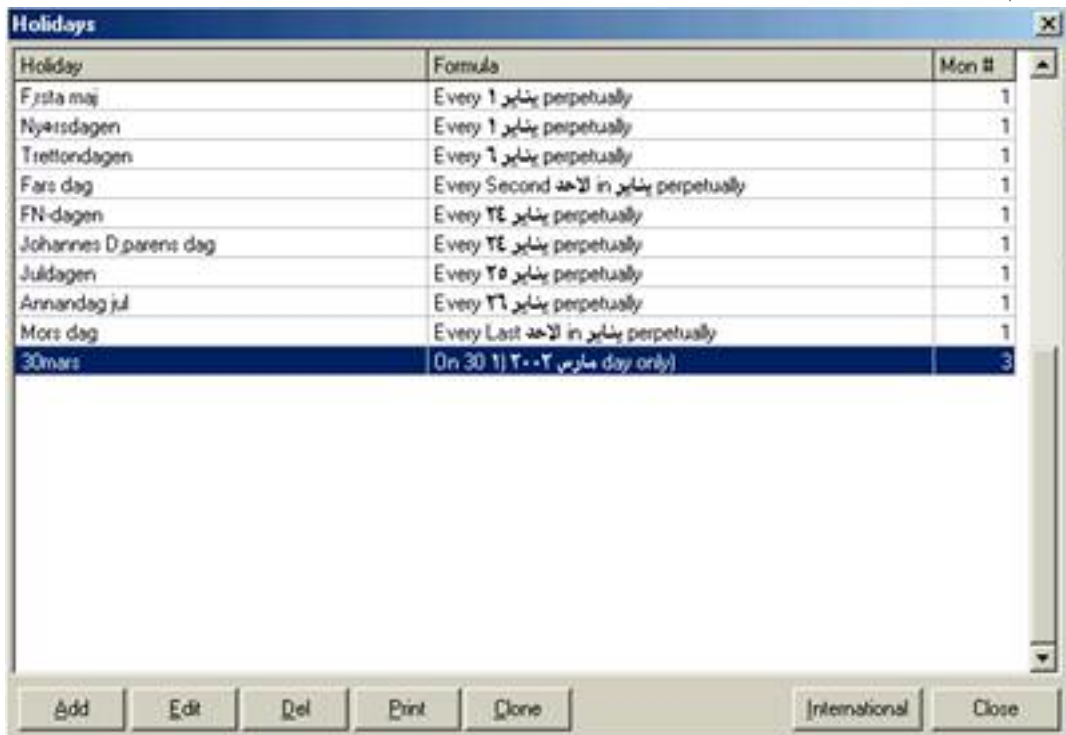 Holidays
Holiday Formula Mon #
F,rsta maj Every ١ يناير perpetually 1
Ny*rsdagen Every ١ يناير perpetually 1
Trettondagen Every ٦ يناير perpetually 1
Fars dag Every Second الاحد in يناير perpetually 1
FN-dagen Every ٢٤ يناير perpetually 1
Johannes D,parens dag Every ٢٤ يناير perpetually 1
Juldagen Every ٢٥ يناير perpetually 1
Annandag jul Every ٢٦ يناير perpetually 1
Mors dag Every Last الاحد in يناير perpetually 1
30mars On 30 مارس ٢٠٠٢ (١ day only) 3
Add Edit Del Print Clone International Close